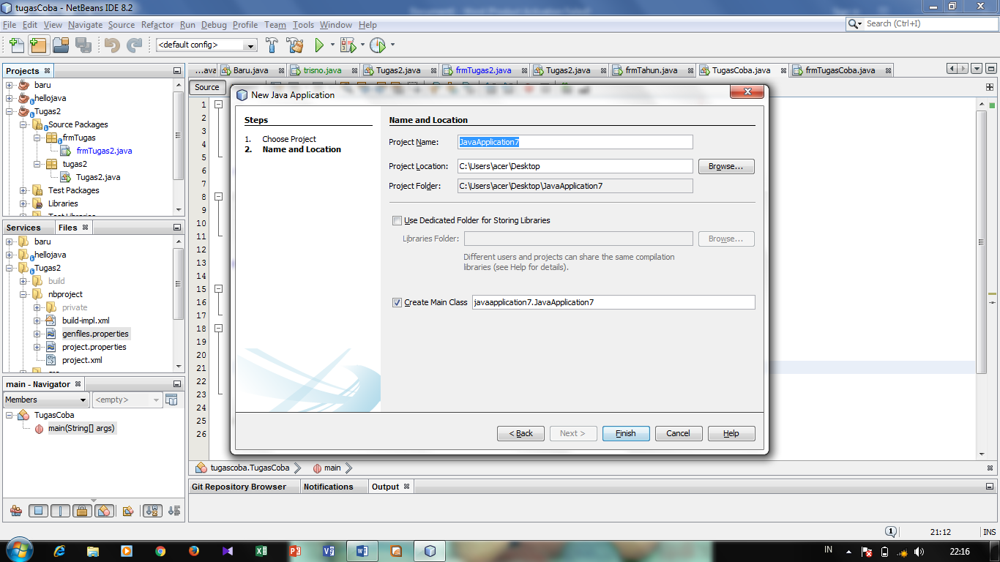 tugasCoba - NetBeans IDE 8.2
File Edit View Navigate Source Refactor Run Debug Profile Team Tools Window Help
Search (Ctrl+I)
<default config>
Projects
baru
hellojava
Tugas2
Source Packages
frmTugas
frmTugas2.java
tugas2
Tugas2.java
Test Packages
Libraries
Test Libraries
Services Files
baru
hellojava
Tugas2
build
nbproject
private
build-impl.xml
genfiles.properties
project.properties
project.xml
src
main - Navigator
Members <empty>
TugasCoba
main(String[] args)
...ava Baru.java trisno.java Tugas2.java frmTugas2.java Tugas2.java frmTahun.java TugasCoba.java frmTugasCoba.java
Source
1
2
3
4
5
6
7
8
9
10
11
12
13
14
15
16
17
18
19
20
21
22
23
24
25
26
New Java Application
Steps
1. Choose Project
2. Name and Location
Name and Location
Project Name: JavaApplication7
Project Location: C:\Users\acer\Desktop Browse...
Project Folder: C:\Users\acer\Desktop\JavaApplication7
Use Dedicated Folder for Storing Libraries
Libraries Folder: Browse...
Different users and projects can share the same compilation
libraries (see Help for details).
Create Main Class javaapplication7.JavaApplication7
< Back Next > Finish Cancel Help
tugascoba.TugasCoba main
Git Repository Browser Notifications Output
1 21:12 INS
IN 22:16